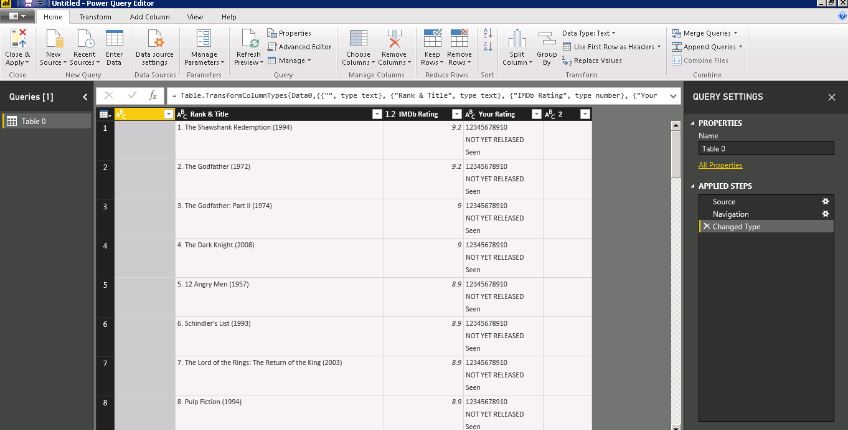 Untitled - Power Query Editor
Home Transform Add Column View Help
Close & Apply New Source Recent Sources Enter Data Data source settings Manage Parameters Refresh Preview Properties Advanced Editor Manage Choose Columns Remove Columns Keep Rows Remove Rows Split Column Group By Data Type: Text Use First Row as Headers Replace Values Merge Queries Append Queries Combine Files
Close New Query Data Sources Parameters Query Manage Columns Reduce Rows Sort Transform Combine
Queries [1]
Table 0
fx = Table.TransformColumnTypes(Data0,{{"", type text}, {"Rank & Title", type text}, {"IMDb Rating", type number}, {"Your
Rank & Title 1.2 IMDb Rating Your Rating 2
1 1. The Shawshank Redemption (1994) 9.2 12345678910
NOT YET RELEASED
Seen
2 2. The Godfather (1972) 9.2 12345678910
NOT YET RELEASED
Seen
3 3. The Godfather: Part II (1974) 9 12345678910
NOT YET RELEASED
Seen
4 4. The Dark Knight (2008) 9 12345678910
NOT YET RELEASED
Seen
5 5. 12 Angry Men (1957) 8.9 12345678910
NOT YET RELEASED
Seen
6 6. Schindler's List (1993) 8.9 12345678910
NOT YET RELEASED
Seen
7 7. The Lord of the Rings: The Return of the King (2003) 8.9 12345678910
NOT YET RELEASED
Seen
8 8. Pulp Fiction (1994) 8.9 12345678910
NOT YET RELEASED
Seen
QUERY SETTINGS
PROPERTIES
Name
Table 0
All Properties
APPLIED STEPS
Source
Navigation
Changed Type